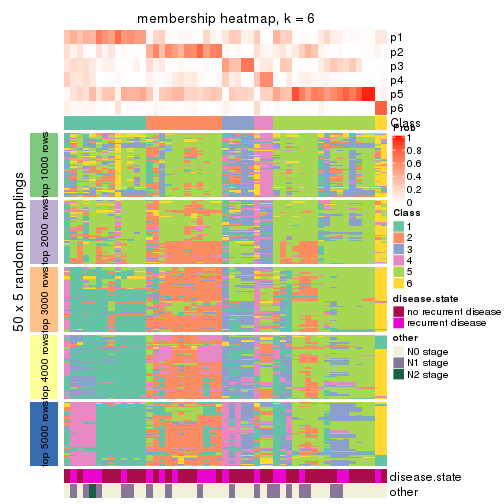 membership heatmap, k = 6
p1
p2
p3
p4
p5
p6
Class
Prob
1
0.8
0.6
0.4
0.2
0
Class
1
2
3
4
5
6
disease.state
no recurrent disease
recurrent disease
other
N0 stage
N1 stage
N2 stage
50 x 5 random samplings
top 1000 rows
top 2000 rows
top 3000 rows
top 4000 rows
top 5000 rows
disease.state
other